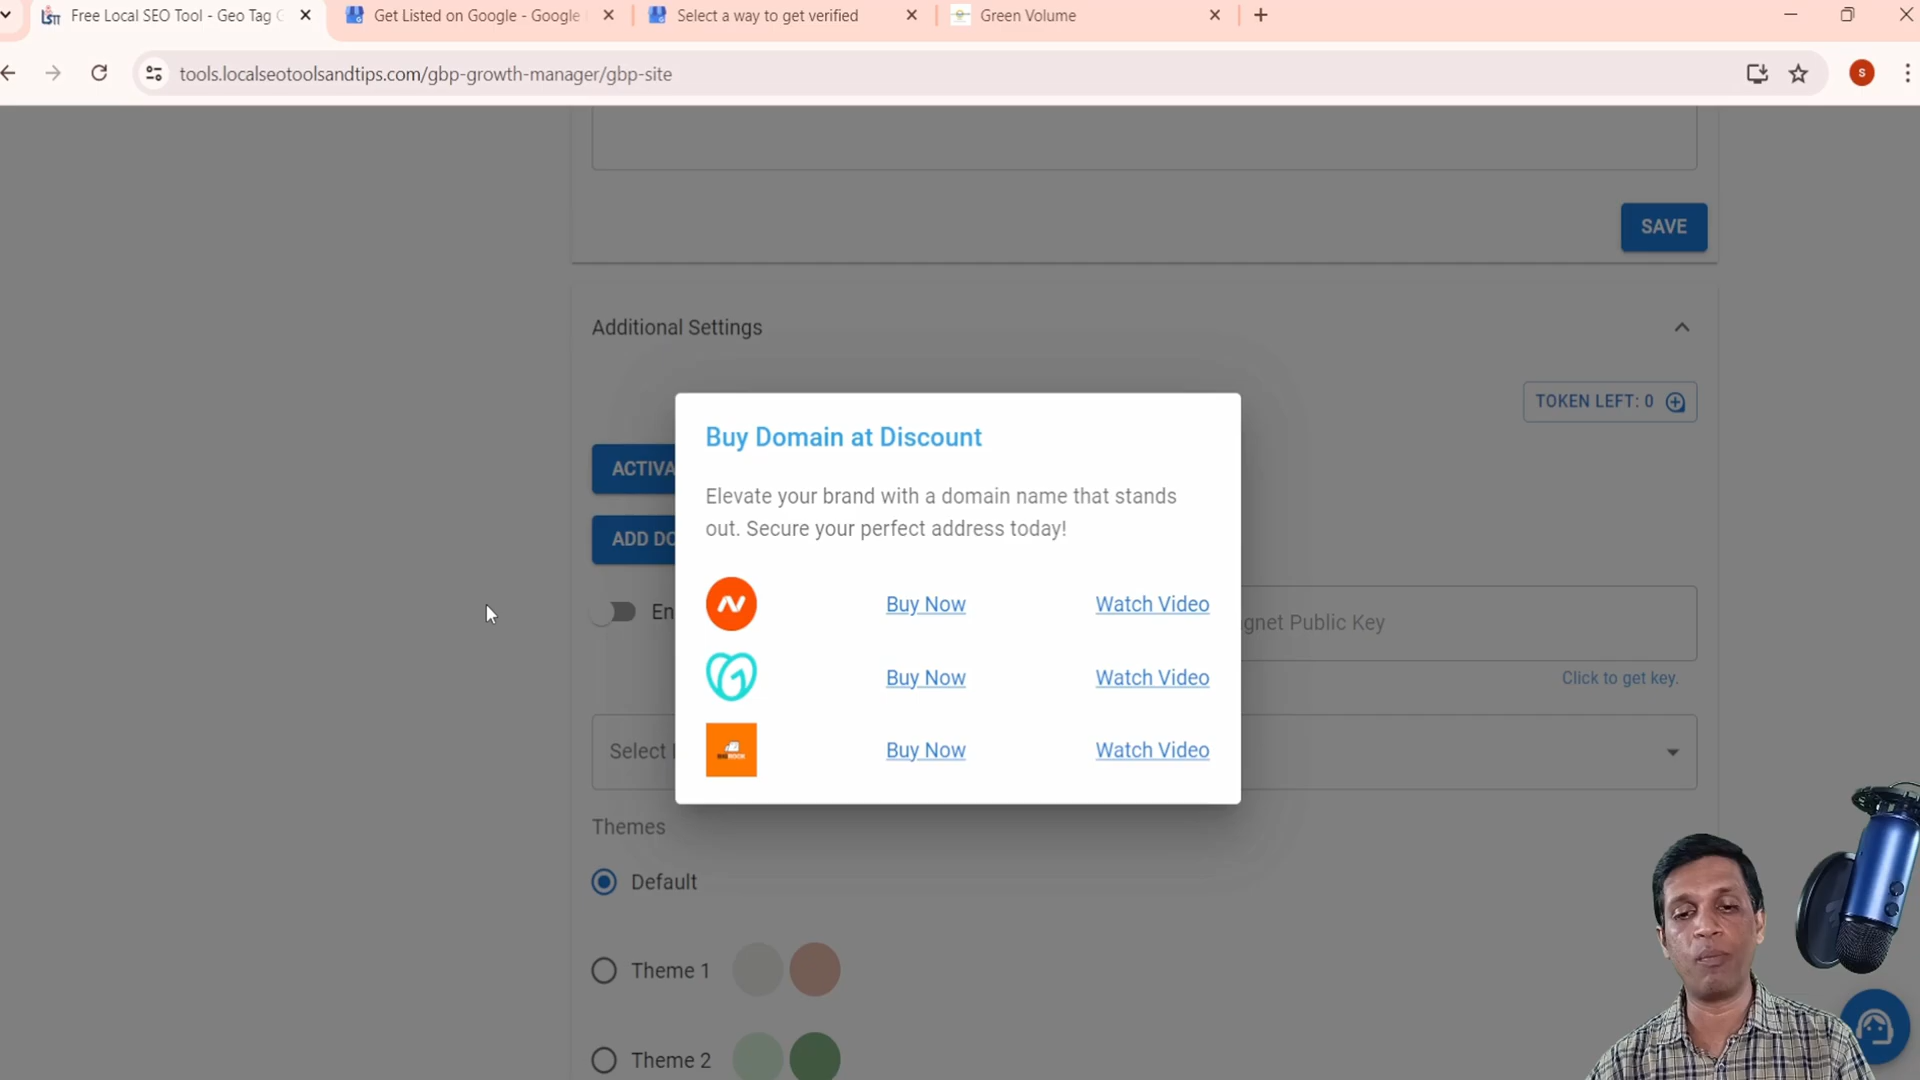 Free Local SEO Tool - Geo Tag
Get Listed on Google - Google
Select a way to get verified
Green Volume
tools.localseotoolsandtips.com/gbp-growth-manager/gbp-site
S
SAVE
Additional Settings
TOKEN LEFT: 0
Buy Domain at Discount
ACTIVA
Elevate your brand with a domain name that stands
out. Secure your perfect address today!
ADD DO
Buy Now
Watch Video
En
gnet Public Key
Buy Now
Watch Video
Click to get key.
Select
Buy Now
Watch Video
Themes
Default
Theme 1
Theme 2